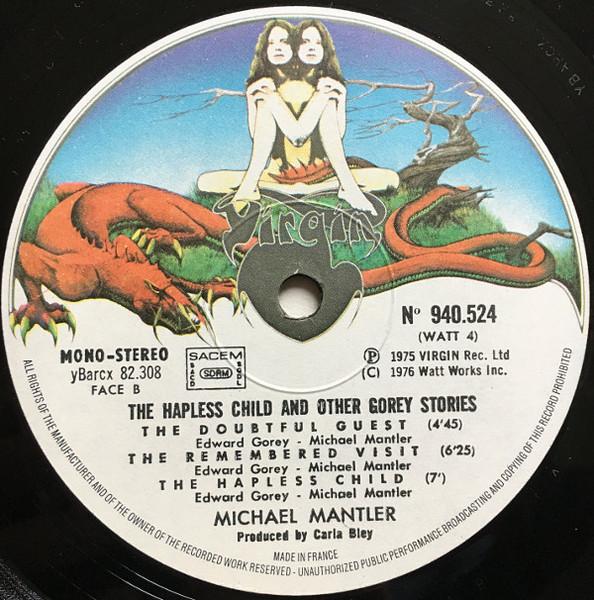 Virgin
MONO-STEREO
yBarcx 82.308
FACE B
SACEM
SACD
SDRM
SGDL
Nº 940.524
(WATT 4)
Ⓟ 1975 VIRGIN Rec. Ltd
(C) 1976 Watt Works Inc.
THE HAPLESS CHILD AND OTHER GOREY STORIES
THE DOUBTFUL GUEST (4'45)
Edward Gorey - Michael Mantler
THE REMEMBERED VISIT (6'25)
Edward Gorey - Michael Mantler
THE HAPLESS CHILD (7')
Edward Gorey - Michael Mantler
MICHAEL MANTLER
Produced by Carla Bley
MADE IN FRANCE
ALL RIGHTS OF THE MANUFACTURER AND OF THE OWNER OF THE RECORDED WORK RESERVED - UNAUTHORIZED PUBLIC PERFORMANCE BROADCASTING AND COPYING OF THIS RECORD PROHIBITED